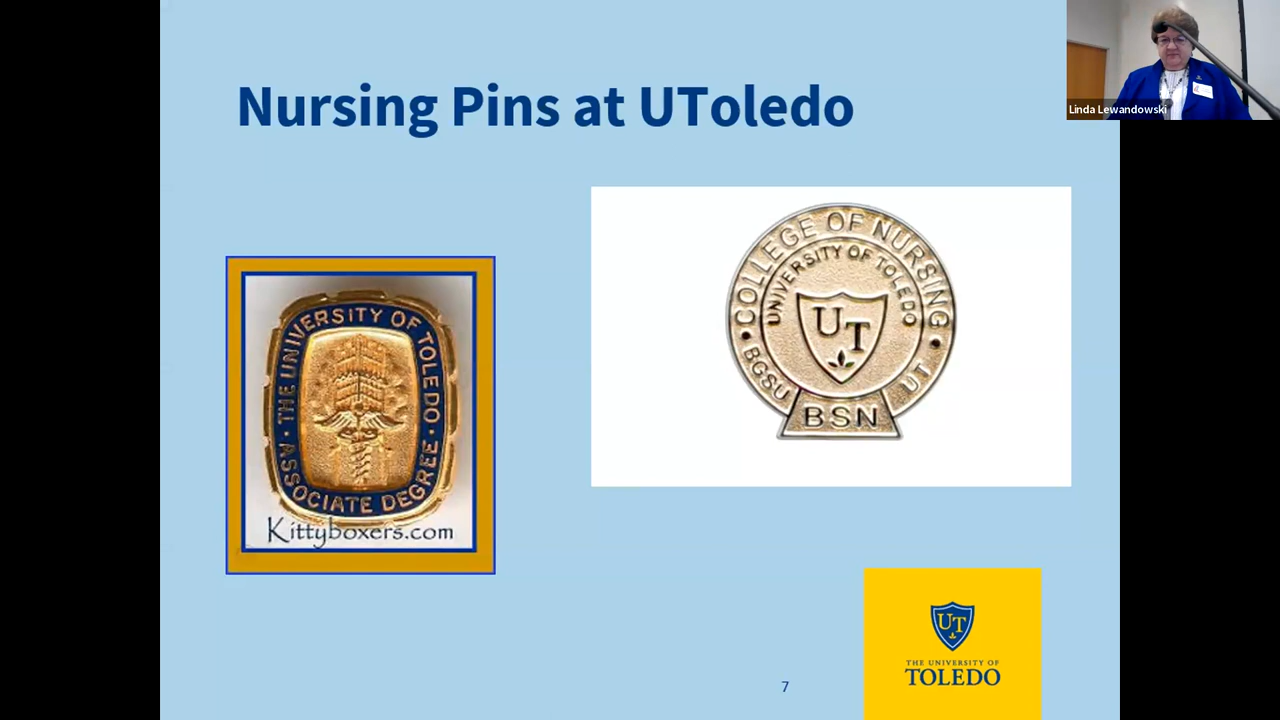 Nursing Pins at UToledo
Linda Lewandowski
THE UNIVERSITY OF TOLEDO
· ASSOCIATE DEGREE ·
Kittyboxers.com
COLLEGE OF NURSING
UNIVERSITY OF TOLEDO
UT
• BGSU
UT •
BSN
7
UT
THE UNIVERSITY OF
TOLEDO